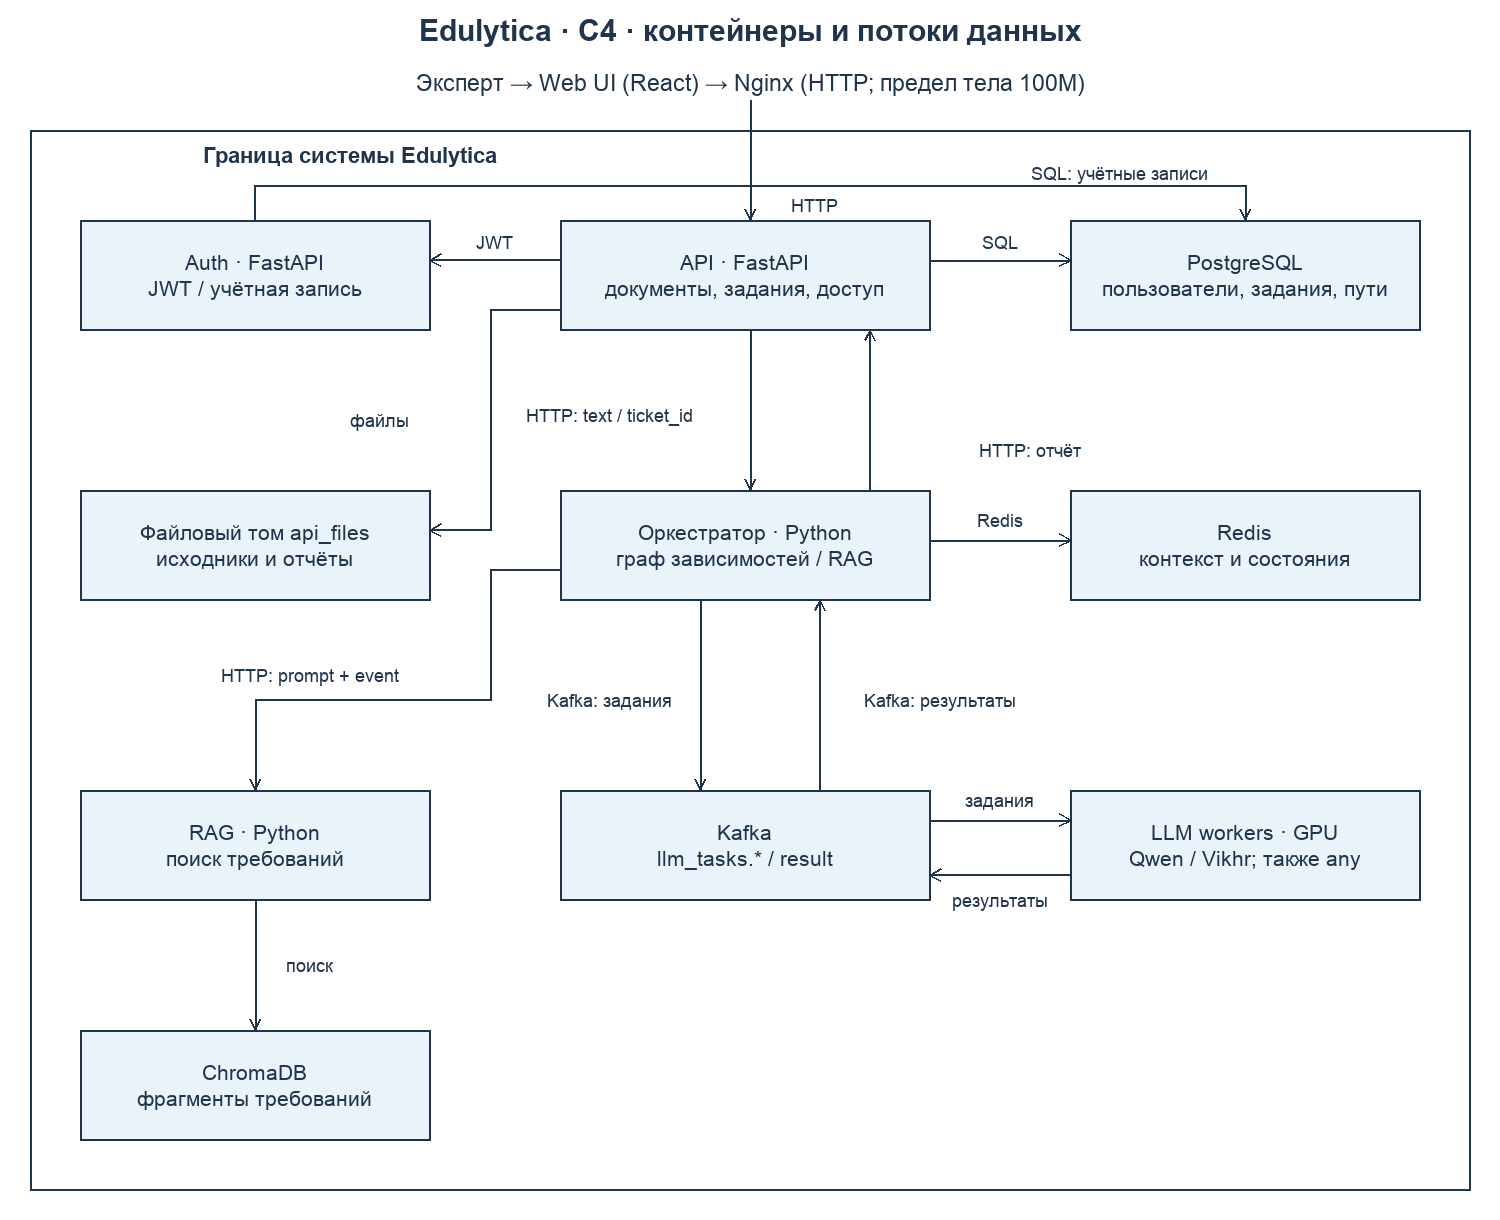 Edulytica · C4 · контейнеры и потоки данных
Эксперт → Web UI (React) → Nginx (HTTP; предел тела 100M)
Граница системы Edulytica
SQL: учётные записи
HTTP
Auth · FastAPI
JWT / учётная запись
JWT
API · FastAPI
документы, задания, доступ
SQL
PostgreSQL
пользователи, задания, пути
файлы
HTTP: text / ticket_id
HTTP: отчёт
Файловый том api_files
исходники и отчёты
Оркестратор · Python
граф зависимостей / RAG
Redis
Redis
контекст и состояния
HTTP: prompt + event
Kafka: задания
Kafka: результаты
RAG · Python
поиск требований
Kafka
llm_tasks.* / result
задания
результаты
LLM workers · GPU
Qwen / Vikhr; также any
поиск
ChromaDB
фрагменты требований